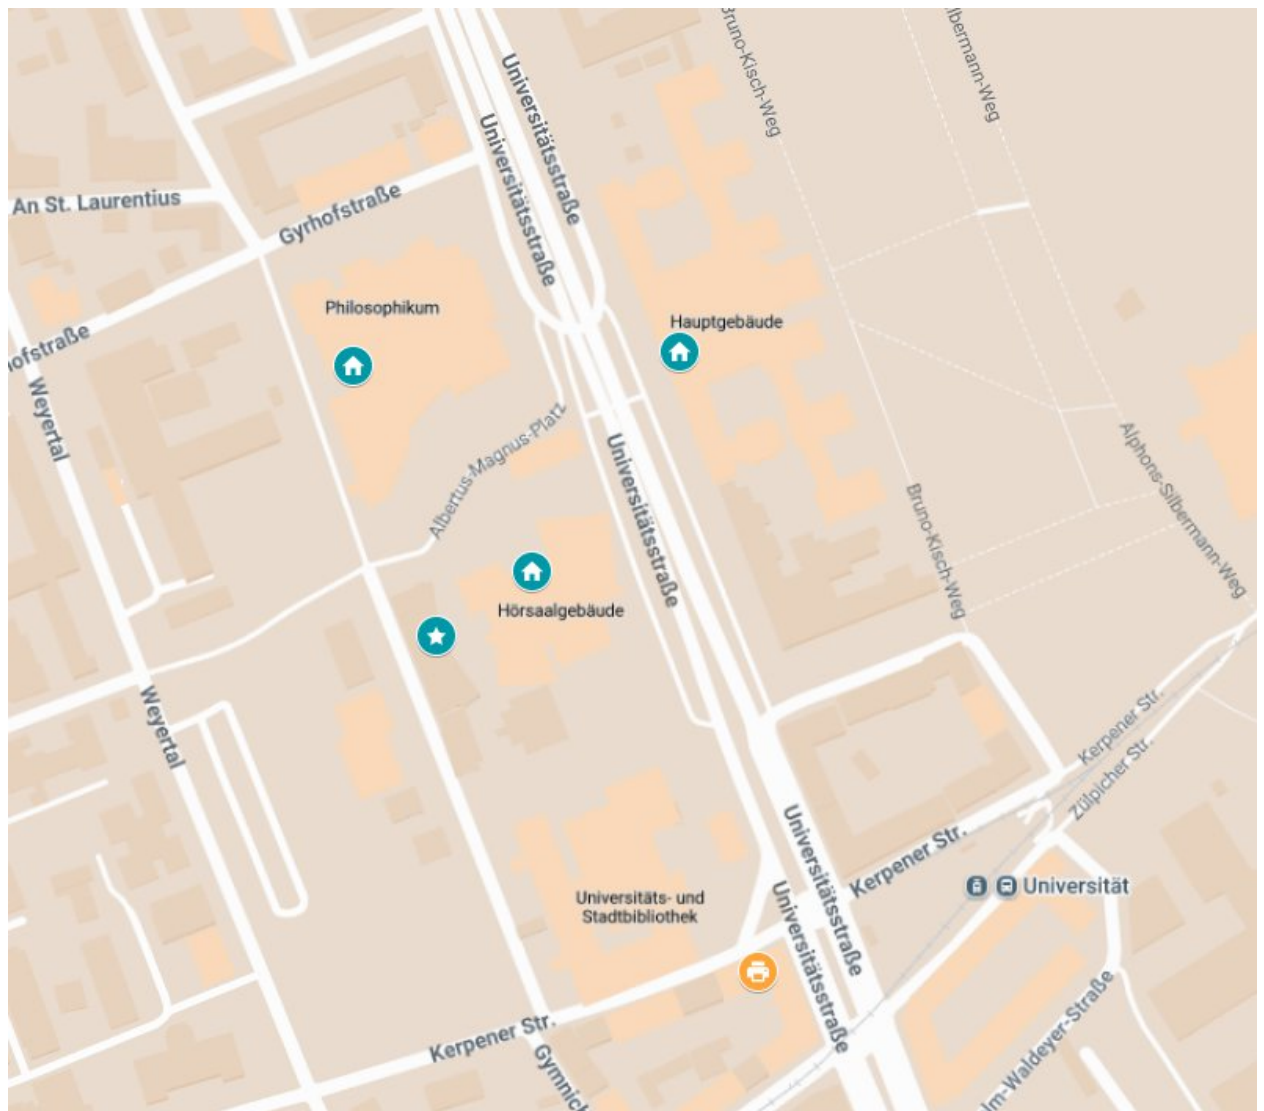 Bruno-Kisch-Weg
lbermann-Weg
Universitätsstraße
Universitätsstraße
An St. Laurentius
Gyrhofstraße
Philosophikum
Hauptgebäude
ofstraße
Weyertal
Albertus-Magnus-Platz
Universitätsstraße
Alphons-Silbermann-Weg
Bruno-Kisch-Weg
Hörsaalgebäude
Weyertal
Kerpener Str.
Zülpicher Str.
Universitätsstraße
Kerpener Str.
Universität
Universitäts- und
Stadtbibliothek
Universitätsstraße
Kerpener Str.
Gymnich
lm-Waldeyer-Straße